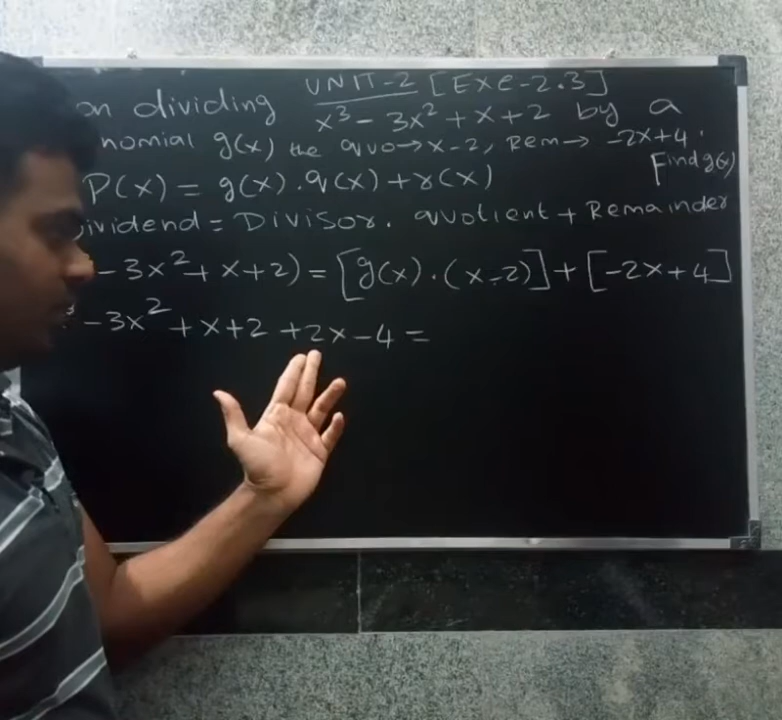 UNIT-2 [Exe-2.3]
on dividing x³ - 3x² + x + 2 by a
nomial g(x) the quo→x-2, Rem→ -2x+4.
Find g(x)
P(x) = g(x).q(x)+r(x)
ividend = Divisor. quotient + Remainder
-3x²+x+2) = [g(x).(x-2)]+[-2x+4]
³ -3x² +x+2 +2x-4 =